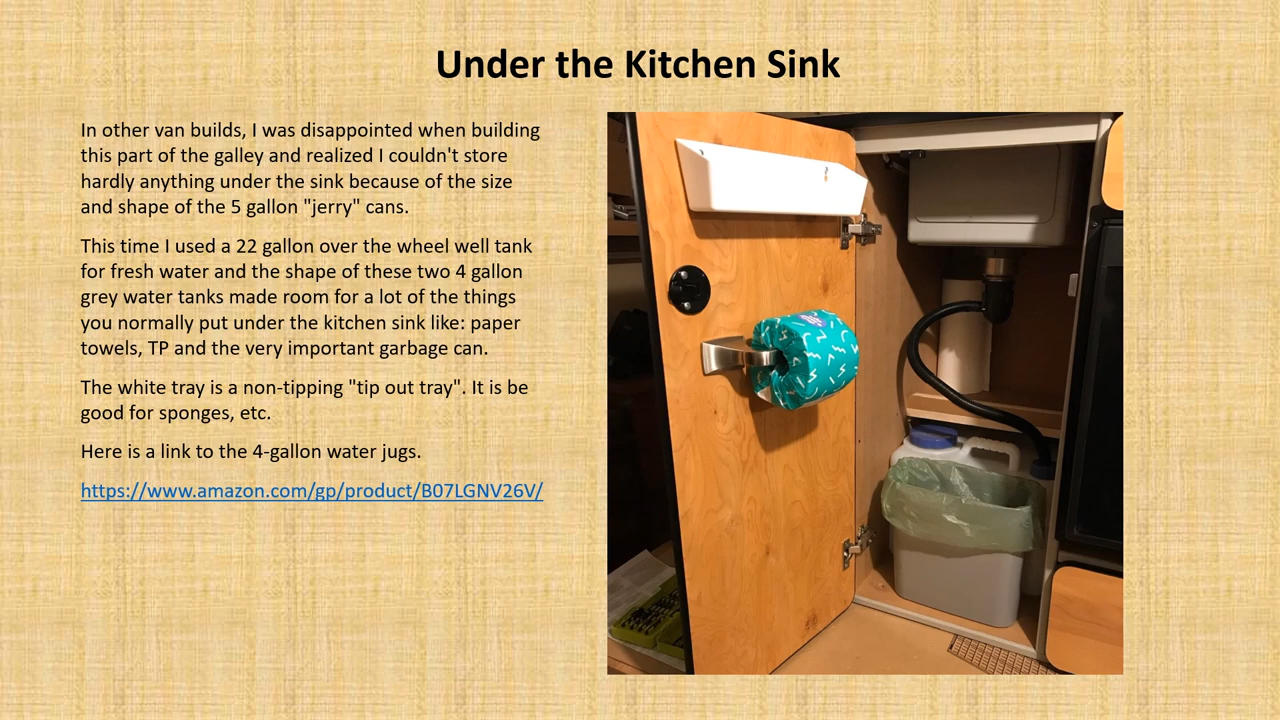 Under the Kitchen Sink
In other van builds, I was disappointed when building
this part of the galley and realized I couldn't store
hardly anything under the sink because of the size
and shape of the 5 gallon "jerry" cans.
This time I used a 22 gallon over the wheel well tank
for fresh water and the shape of these two 4 gallon
grey water tanks made room for a lot of the things
you normally put under the kitchen sink like: paper
towels, TP and the very important garbage can.
The white tray is a non-tipping "tip out tray". It is be
good for sponges, etc.
Here is a link to the 4-gallon water jugs.
https://www.amazon.com/gp/product/B07LGNV26V/